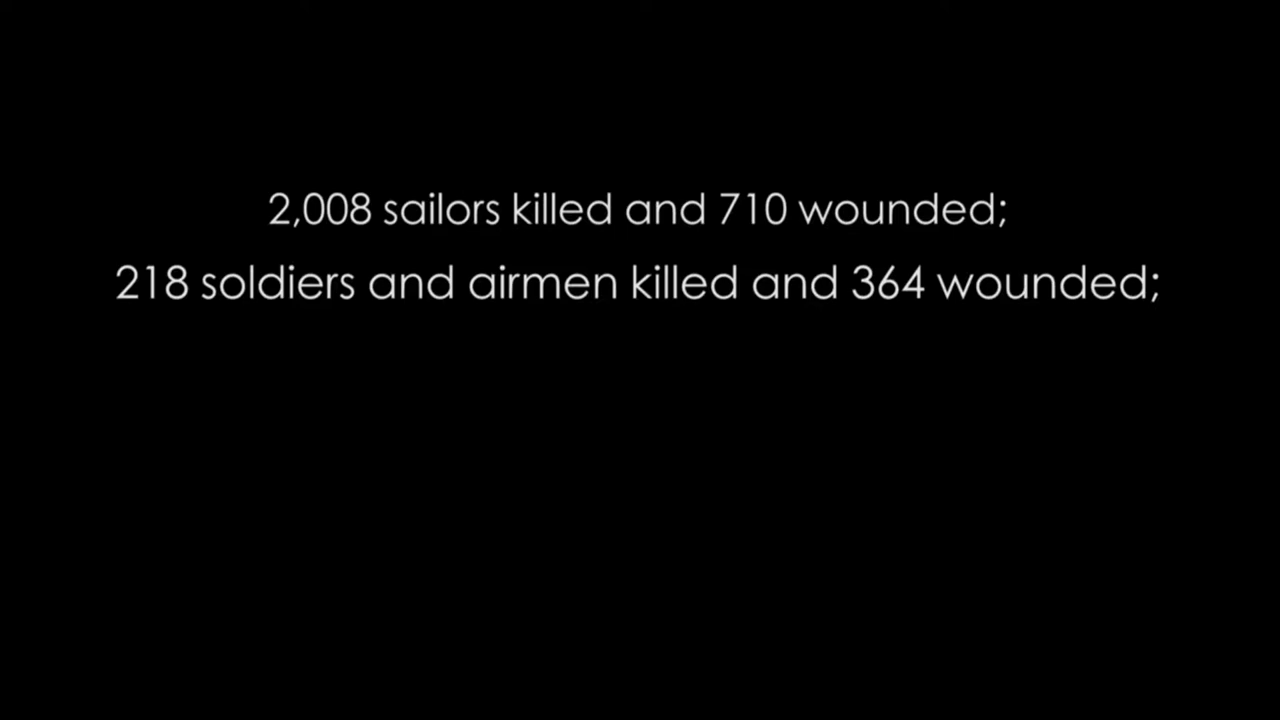 2,008 sailors killed and 710 wounded;
218 soldiers and airmen killed and 364 wounded;